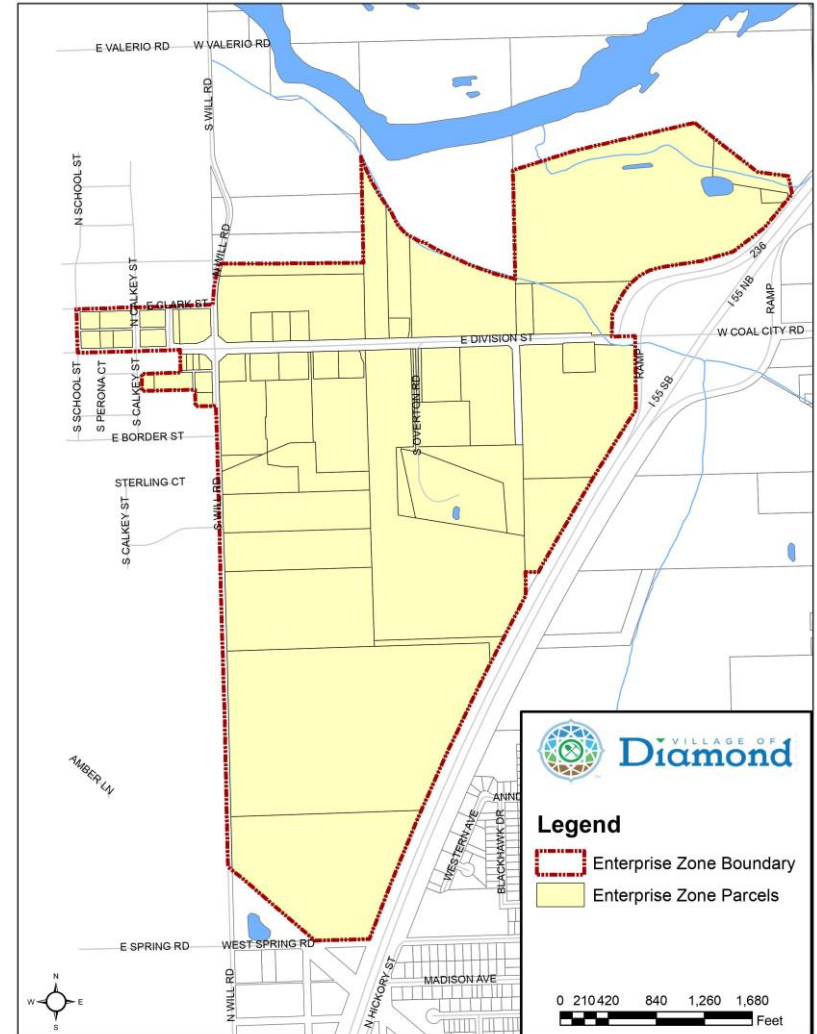 E VALERIO RD
W VALERIO RD
S WILL RD
N SCHOOL ST
N CALKEY ST
N WILL RD
E CLARK ST
236
I 55 NB
RAMP
E DIVISION ST
W COAL CITY RD
RAMP
I 55 SB
S SCHOOL ST
S PERONA CT
S CALKEY ST
S OVERTON RD
E BORDER ST
STERLING CT
S CALKEY ST
S WILL RD
AMBER LN
WESTERN AVE
BLACKHAWK DR
E SPRING RD
WEST SPRING RD
N WILL RD
N HICKORY ST
MADISON AVE
VILLAGE OF
Diamond
Legend
Enterprise Zone Boundary
Enterprise Zone Parcels
N
W
E
S
0 210 420 840 1,260 1,680
Feet